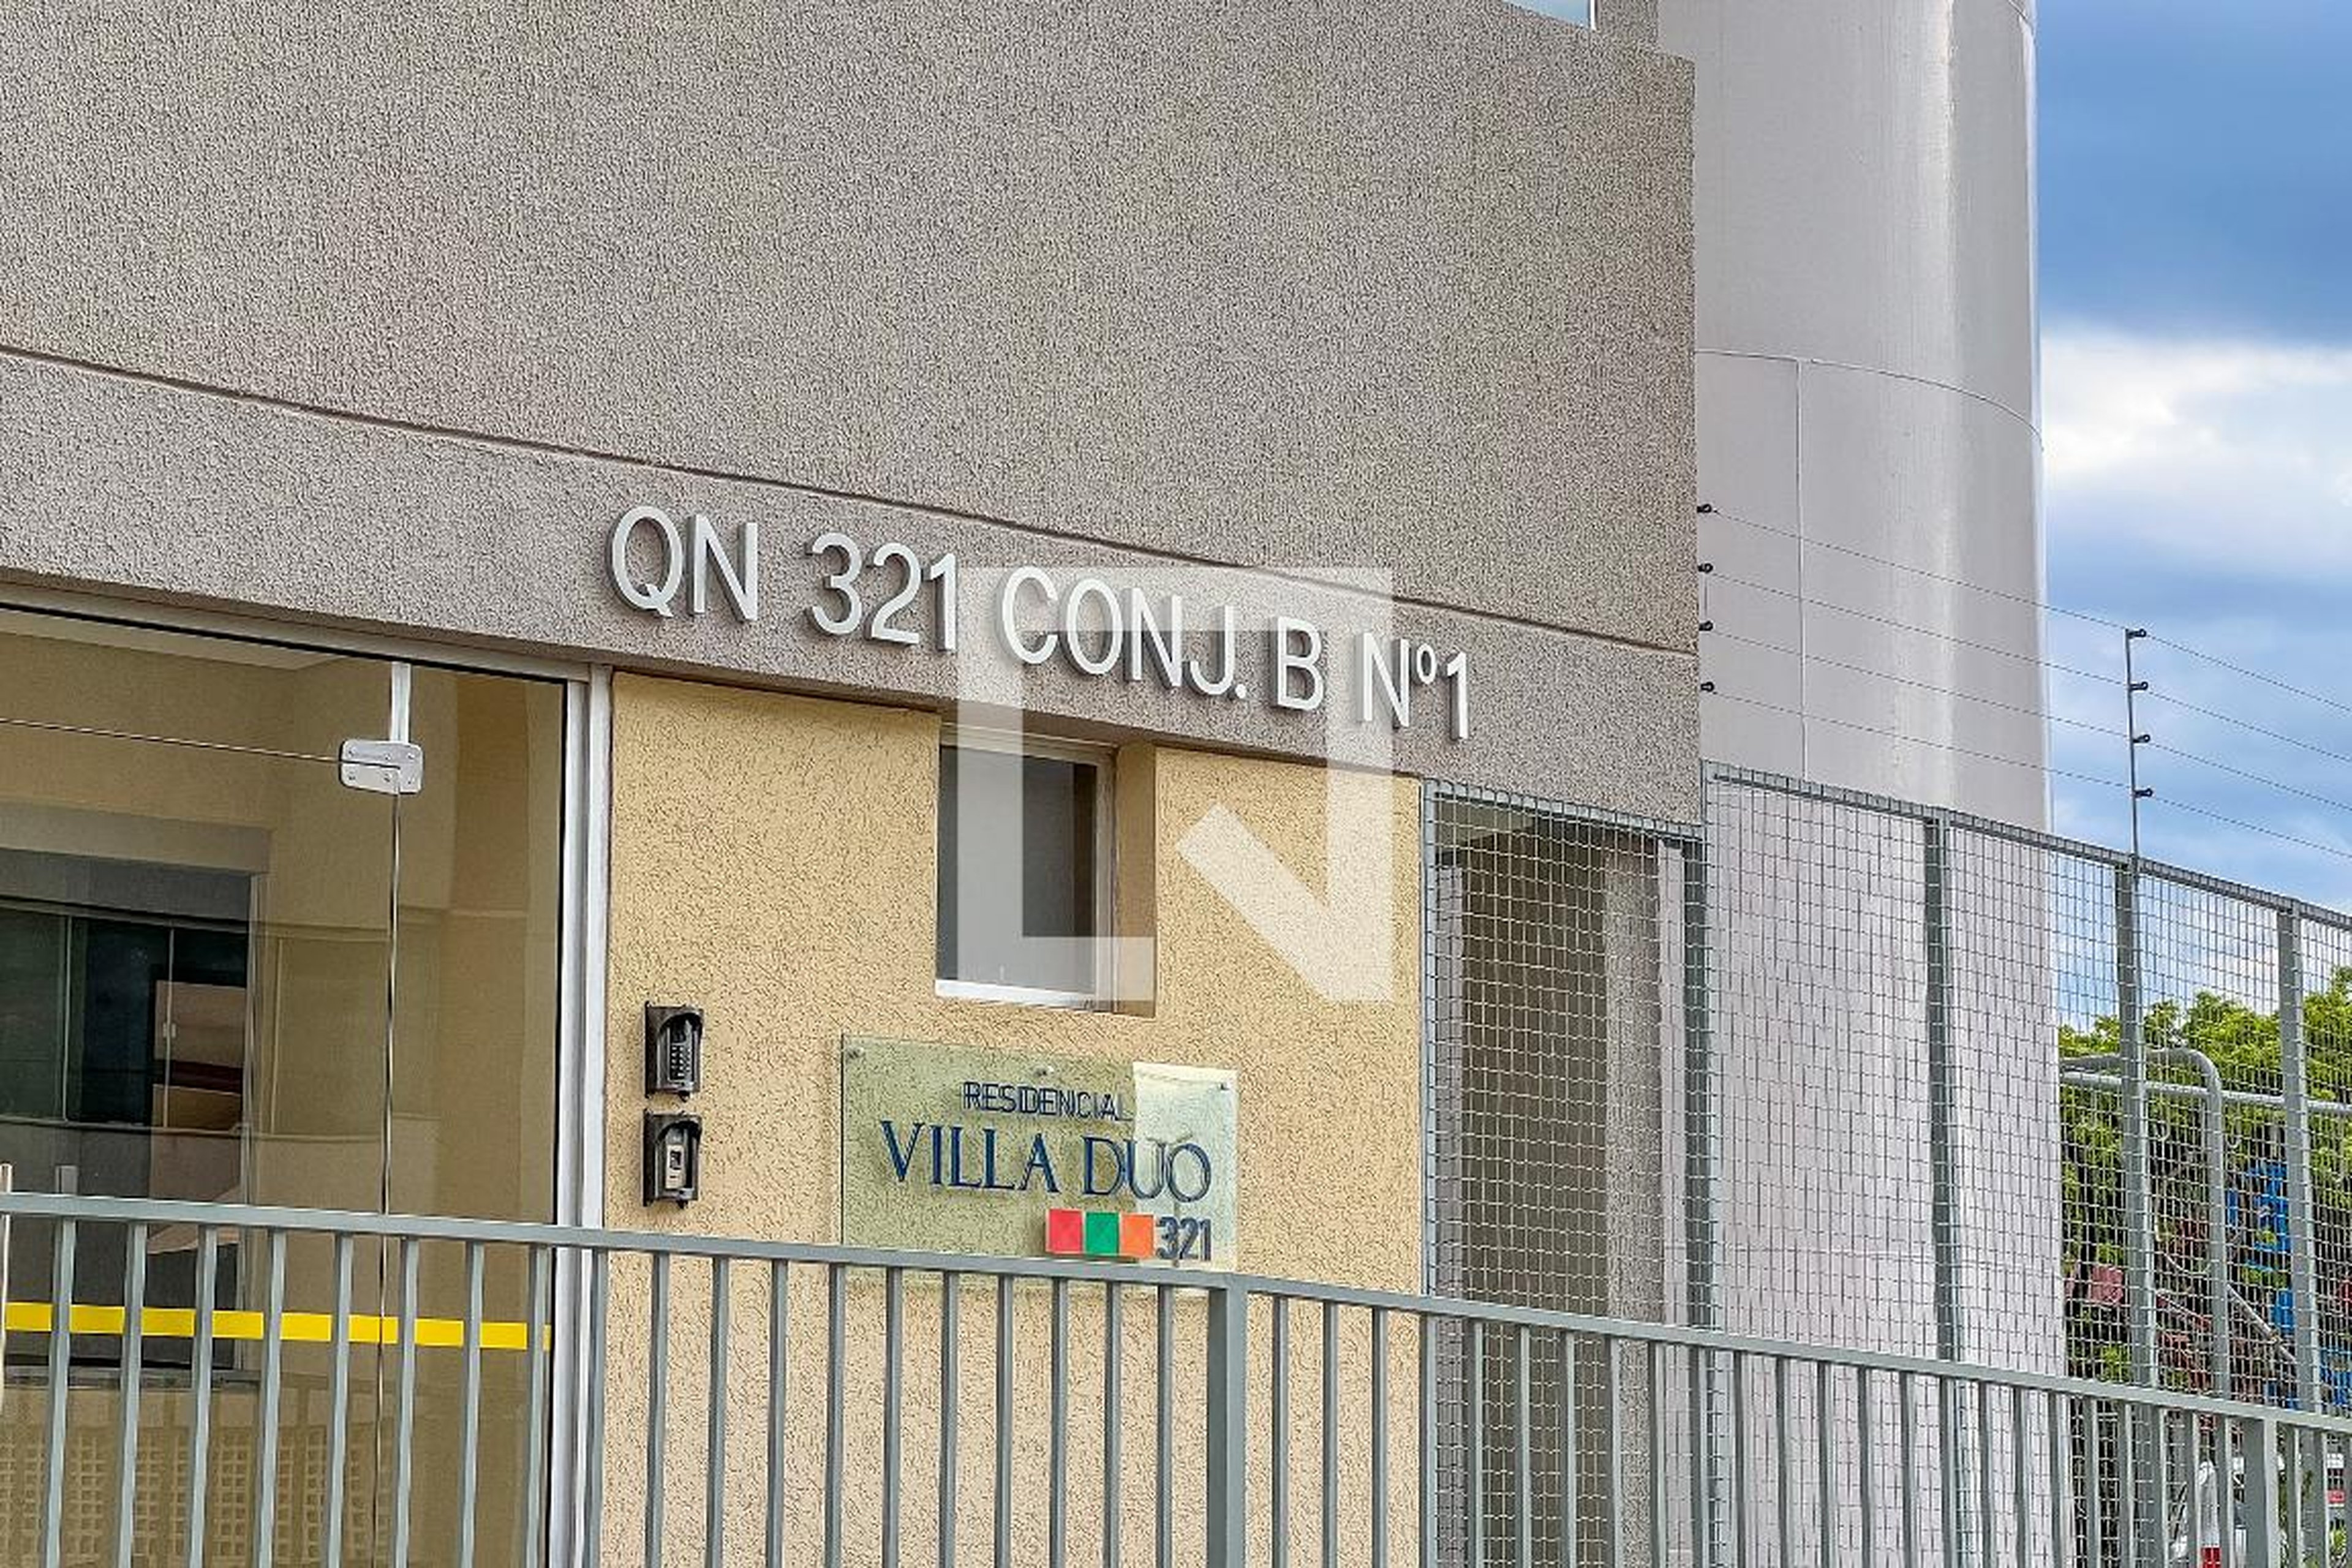 QN 321 CONJ. B Nº1
RESIDENCIAL
VILLA DUO
321